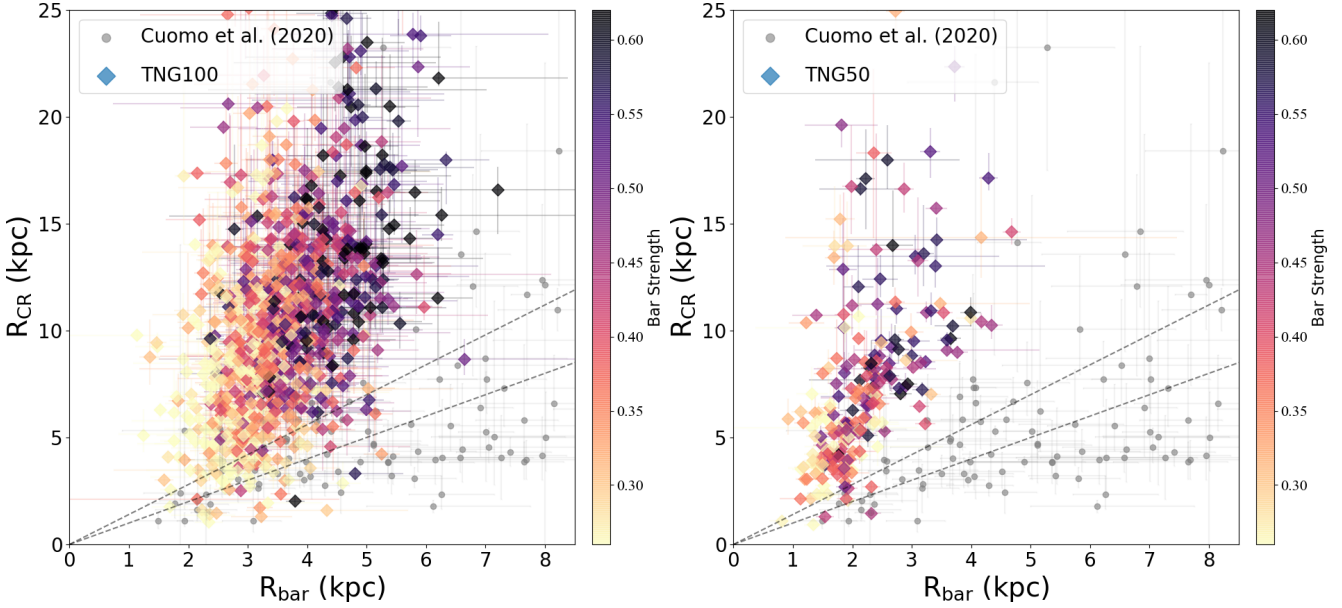 25
20
15
10
5
0
R_CR (kpc)
Cuomo et al. (2020)
TNG100
0 1 2 3 4 5 6 7 8
R_bar (kpc)
0.60
0.55
0.50
0.45
0.40
0.35
0.30
Bar Strength
25
20
15
10
5
0
R_CR (kpc)
Cuomo et al. (2020)
TNG50
0 1 2 3 4 5 6 7 8
R_bar (kpc)
0.60
0.55
0.50
0.45
0.40
0.35
0.30
Bar Strength